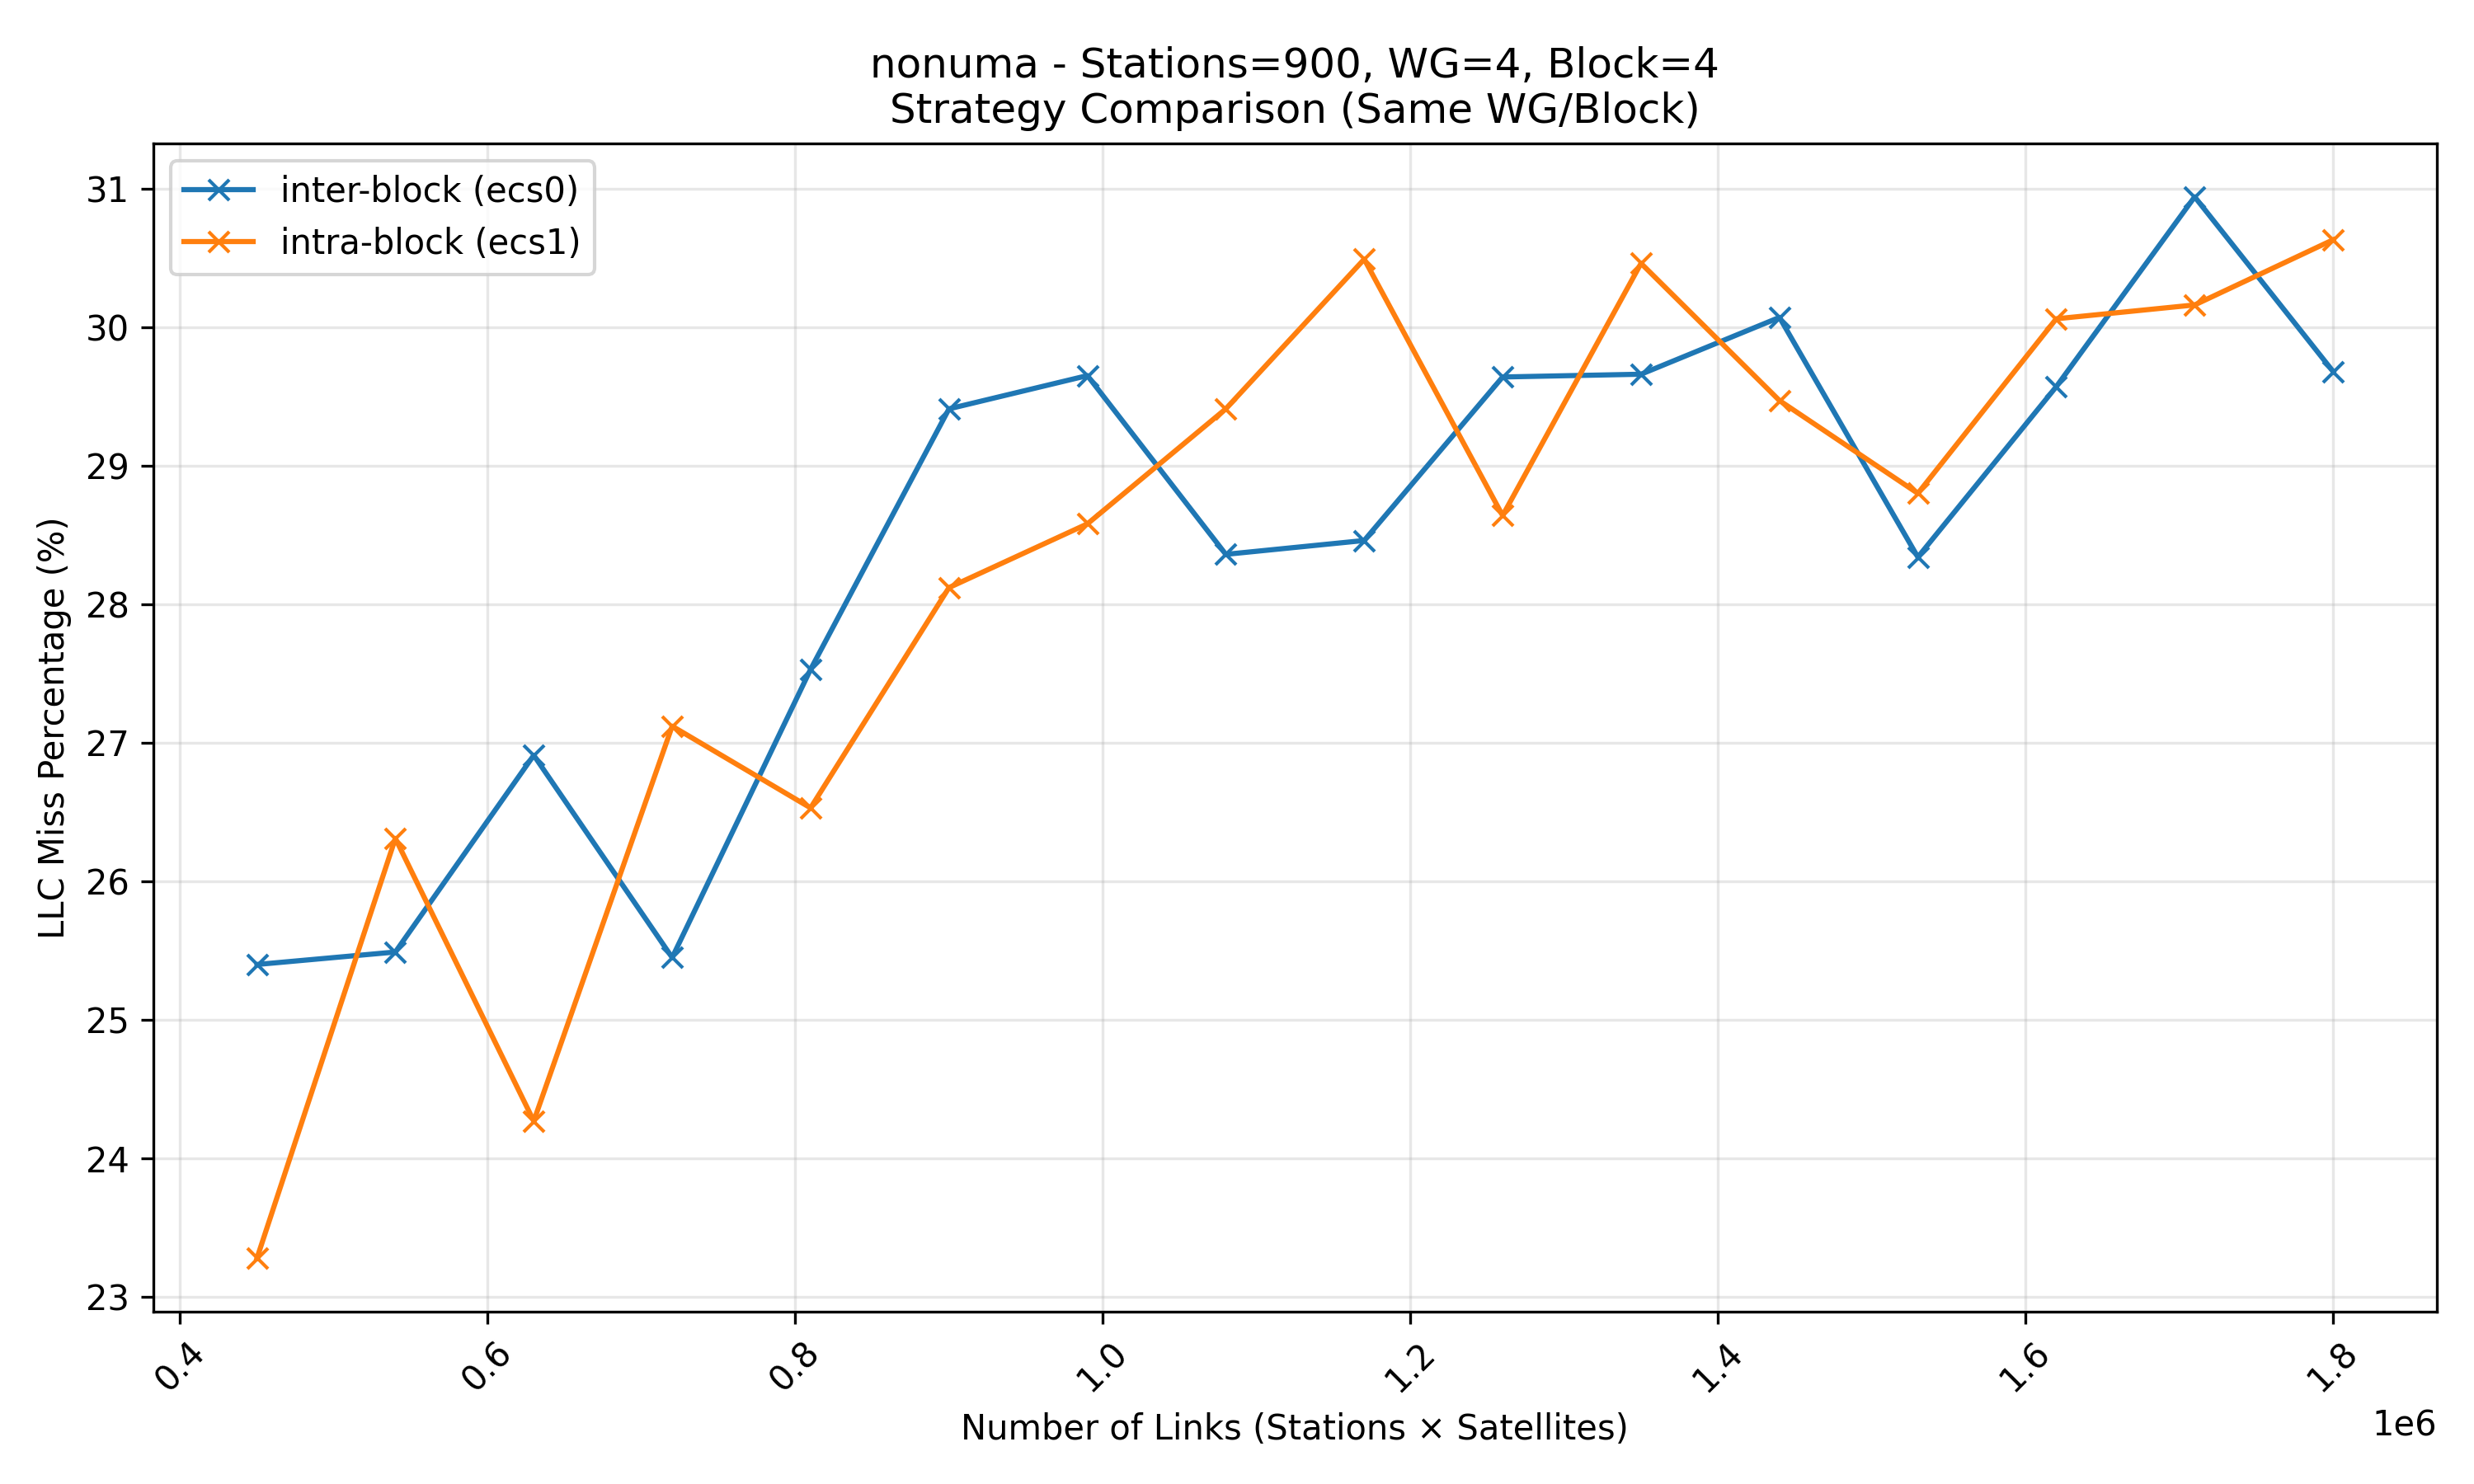 nonuma - Stations=900, WG=4, Block=4
Strategy Comparison (Same WG/Block)
inter-block (ecs0)
intra-block (ecs1)
LLC Miss Percentage (%)
31
30
29
28
27
26
25
24
23
0.4
0.6
0.8
1.0
1.2
1.4
1.6
1.8
1e6
Number of Links (Stations × Satellites)